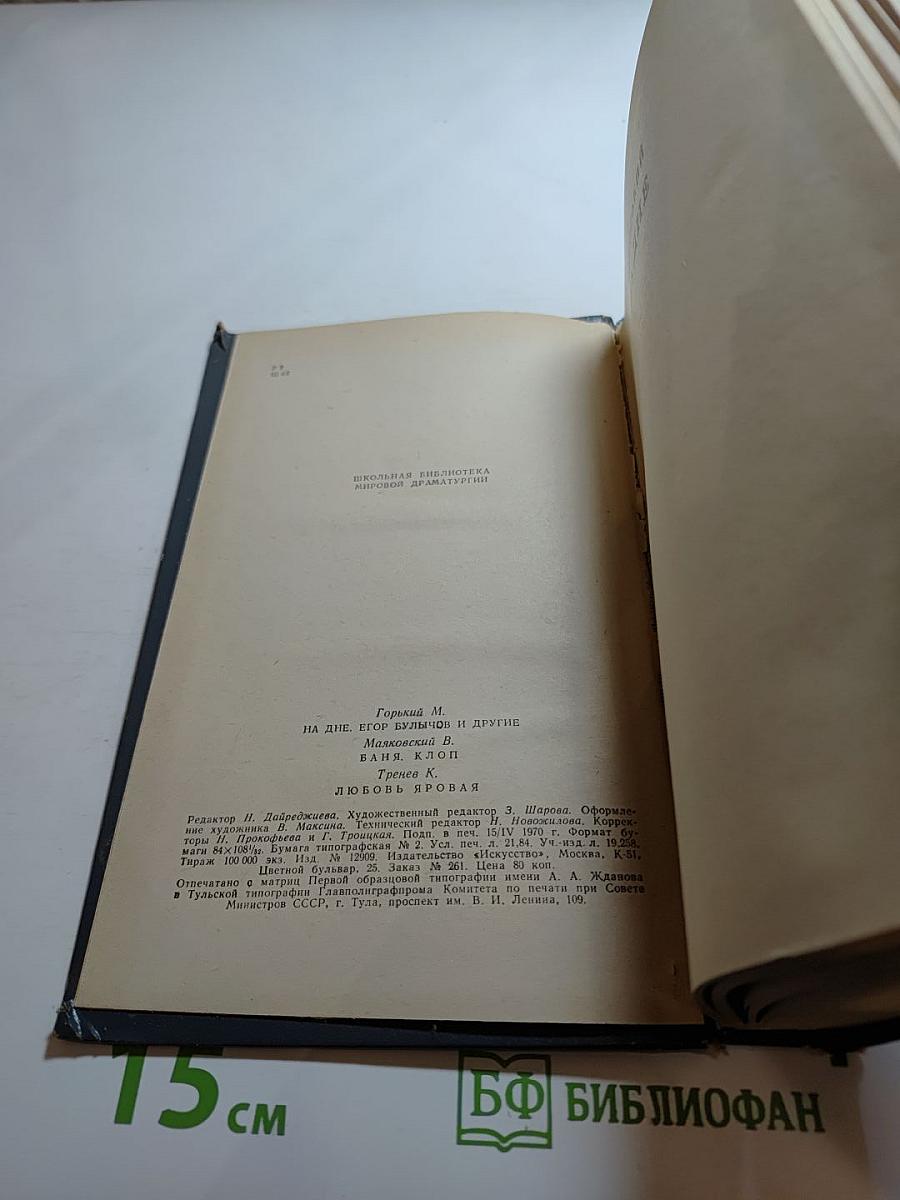 ШКОЛЬНАЯ БИБЛИОТЕКА
МИРОВОЙ ДРАМАТУРГИИ
Горький М.
НА ДНЕ. ЕГОР БУЛЫЧОВ И ДРУГИЕ
Маяковский В.
БАНЯ. КЛОП
Тренев К.
ЛЮБОВЬ ЯРОВАЯ
Редактор Н. Дайреджиева. Художественный редактор З. Шарова. Оформле-
ние художника В. Максина. Технический редактор Н. Новожилова. Коррек-
торы Н. Прокофьева и Г. Троицкая. Подп. в печ. 15/IV 1970 г. Формат бу-
маги 84×108¹/₃₂. Бумага типографская № 2. Усл. печ. л. 21,84. Уч.-изд. л. 19,258.
Тираж 100 000 экз. Изд. № 12909. Издательство «Искусство», Москва, К-51,
Цветной бульвар, 25. Заказ № 261. Цена 83 коп.
Отпечатано с матриц Первой образцовой типографии имени А. А. Жданова
в Тульской типографии Главполиграфпрома Комитета по печати при Совете
Министров СССР, г. Тула, проспект им. В. И. Ленина, 109.
15 см
БФ БИБЛИОФАН